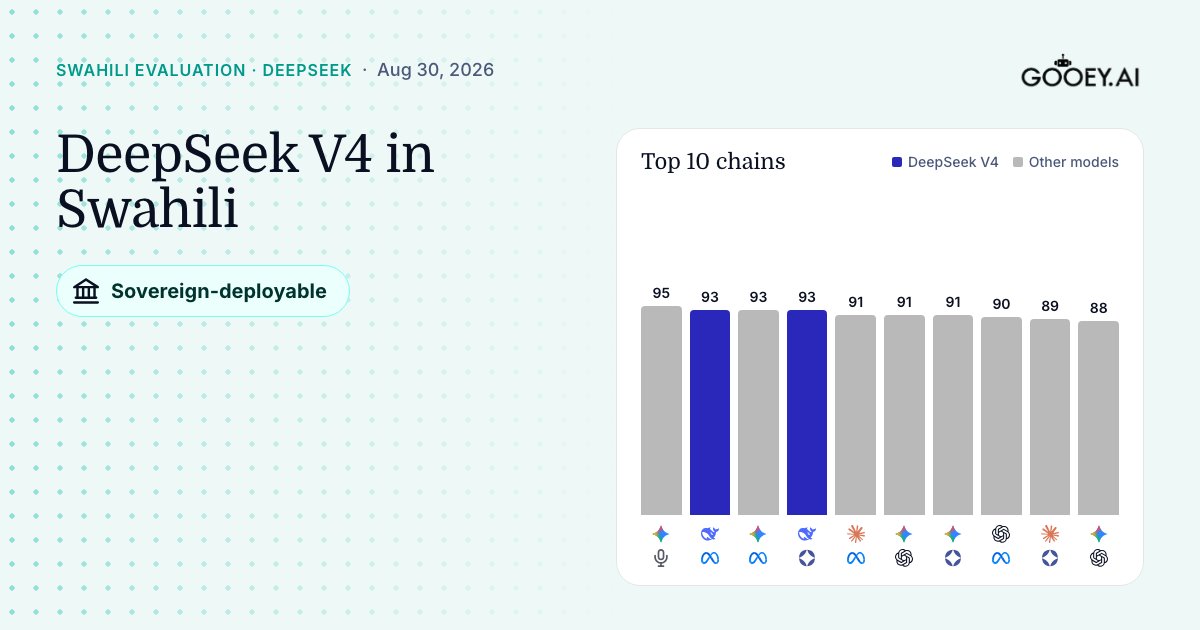 SWAHILI EVALUATION · DEEPSEEK · Aug 30, 2026
GOOEY.AI
DeepSeek V4 in
Swahili
Sovereign-deployable
Top 10 chains
DeepSeek V4
Other models
95 93 93 93 91 91 91 90 89 88